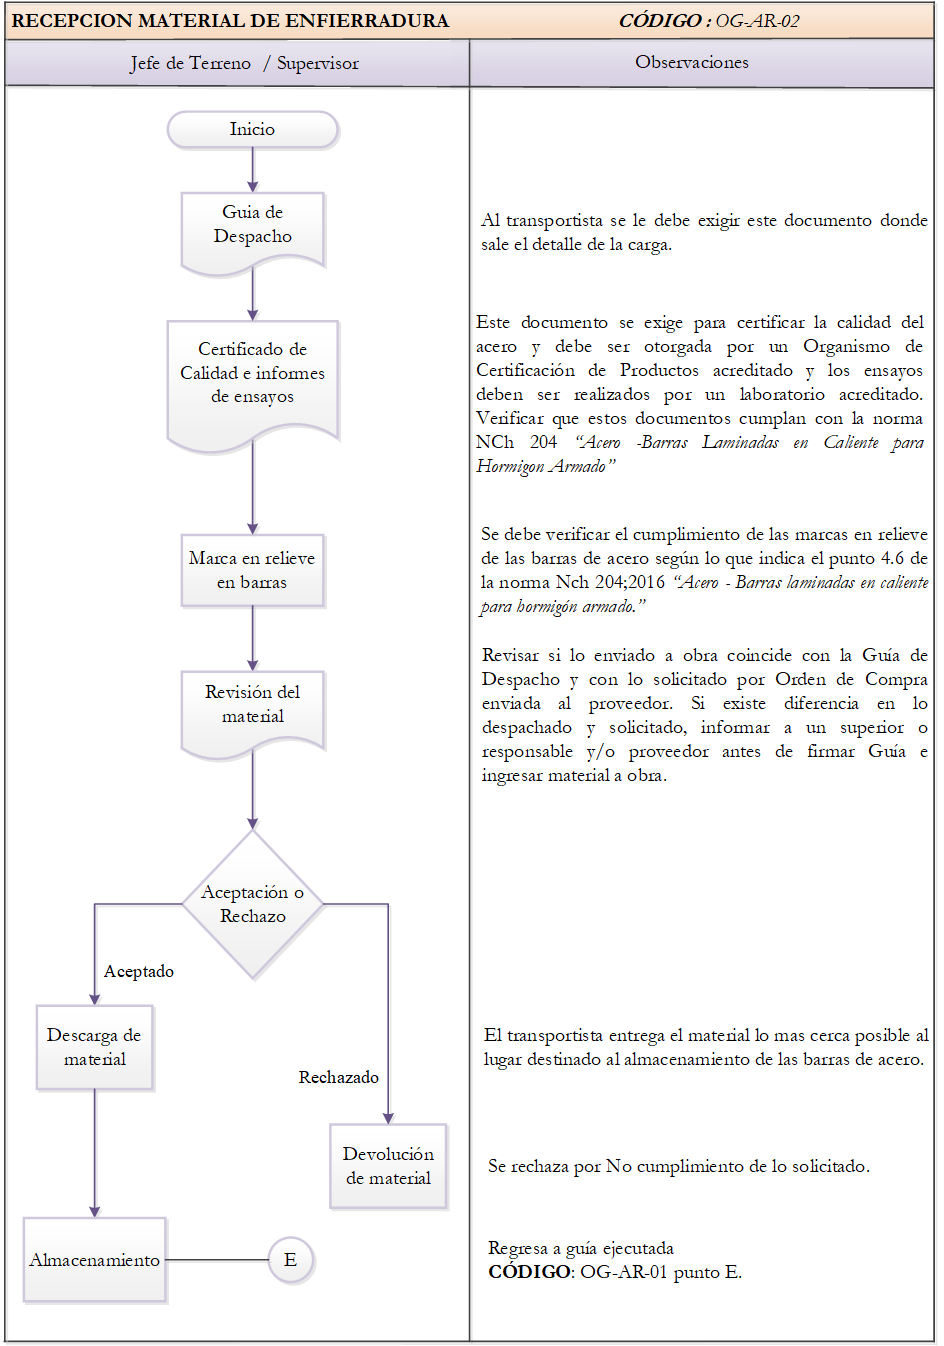 RECEPCION MATERIAL DE ENFIERRADURA
CÓDIGO : OG-AR-02
Jefe de Terreno / Supervisor
Observaciones
Inicio
Guia de
Despacho
Al transportista se le debe exigir este documento donde
sale el detalle de la carga.
Certificado de
Calidad e informes
de ensayos
Este documento se exige para certificar la calidad del
acero y debe ser otorgada por un Organismo de
Certificación de Productos acreditado y los ensayos
deben ser realizados por un laboratorio acreditado.
Verificar que estos documentos cumplan con la norma
NCh 204 “Acero -Barras Laminadas en Caliente para
Hormigon Armado”
Marca en relieve
en barras
Se debe verificar el cumplimiento de las marcas en relieve
de las barras de acero según lo que indica el punto 4.6 de
la norma Nch 204;2016 “Acero - Barras laminadas en caliente
para hormigón armado.”
Revisión del
material
Revisar si lo enviado a obra coincide con la Guía de
Despacho y con lo solicitado por Orden de Compra
enviada al proveedor. Si existe diferencia en lo
despachado y solicitado, informar a un superior o
responsable y/o proveedor antes de firmar Guía e
ingresar material a obra.
Aceptación o
Rechazo
Aceptado
Rechazado
Descarga de
material
El transportista entrega el material lo mas cerca posible al
lugar destinado al almacenamiento de las barras de acero.
Devolución
de material
Se rechaza por No cumplimiento de lo solicitado.
Almacenamiento
E
Regresa a guía ejecutada
CÓDIGO: OG-AR-01 punto E.